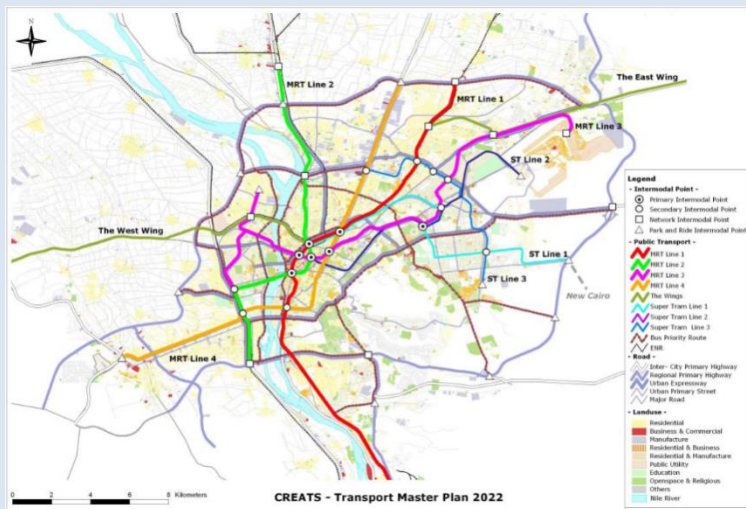 N
MRT Line 2
MRT Line 1
The East Wing
MRT Line 3
ST Line 2
The West Wing
ST Line 1
ST Line 3
New Cairo
MRT Line 4
Legend
- Intermodal Point -
Primary Intermodal Point
Secondary Intermodal Point
Network Intermodal Point
Park and Ride Intermodal Point
- Public Transport -
MRT Line 1
MRT Line 2
MRT Line 3
MRT Line 4
The Wings
Super Tram Line 1
Super Tram Line 2
Super Tram Line 3
Bus Priority Route
ENR
- Road -
Inter- City Primary Highway
Regional Primary Highway
Urban Expressway
Urban Primary Street
Major Road
- Landuse -
Residential
Business & Commercial
Manufacture
Residential & Business
Residential & Manufacture
Public Utility
Education
Openspace & Religious
Others
Nile River
0 2 4 6 8 Kilometers
CREATS - Transport Master Plan 2022